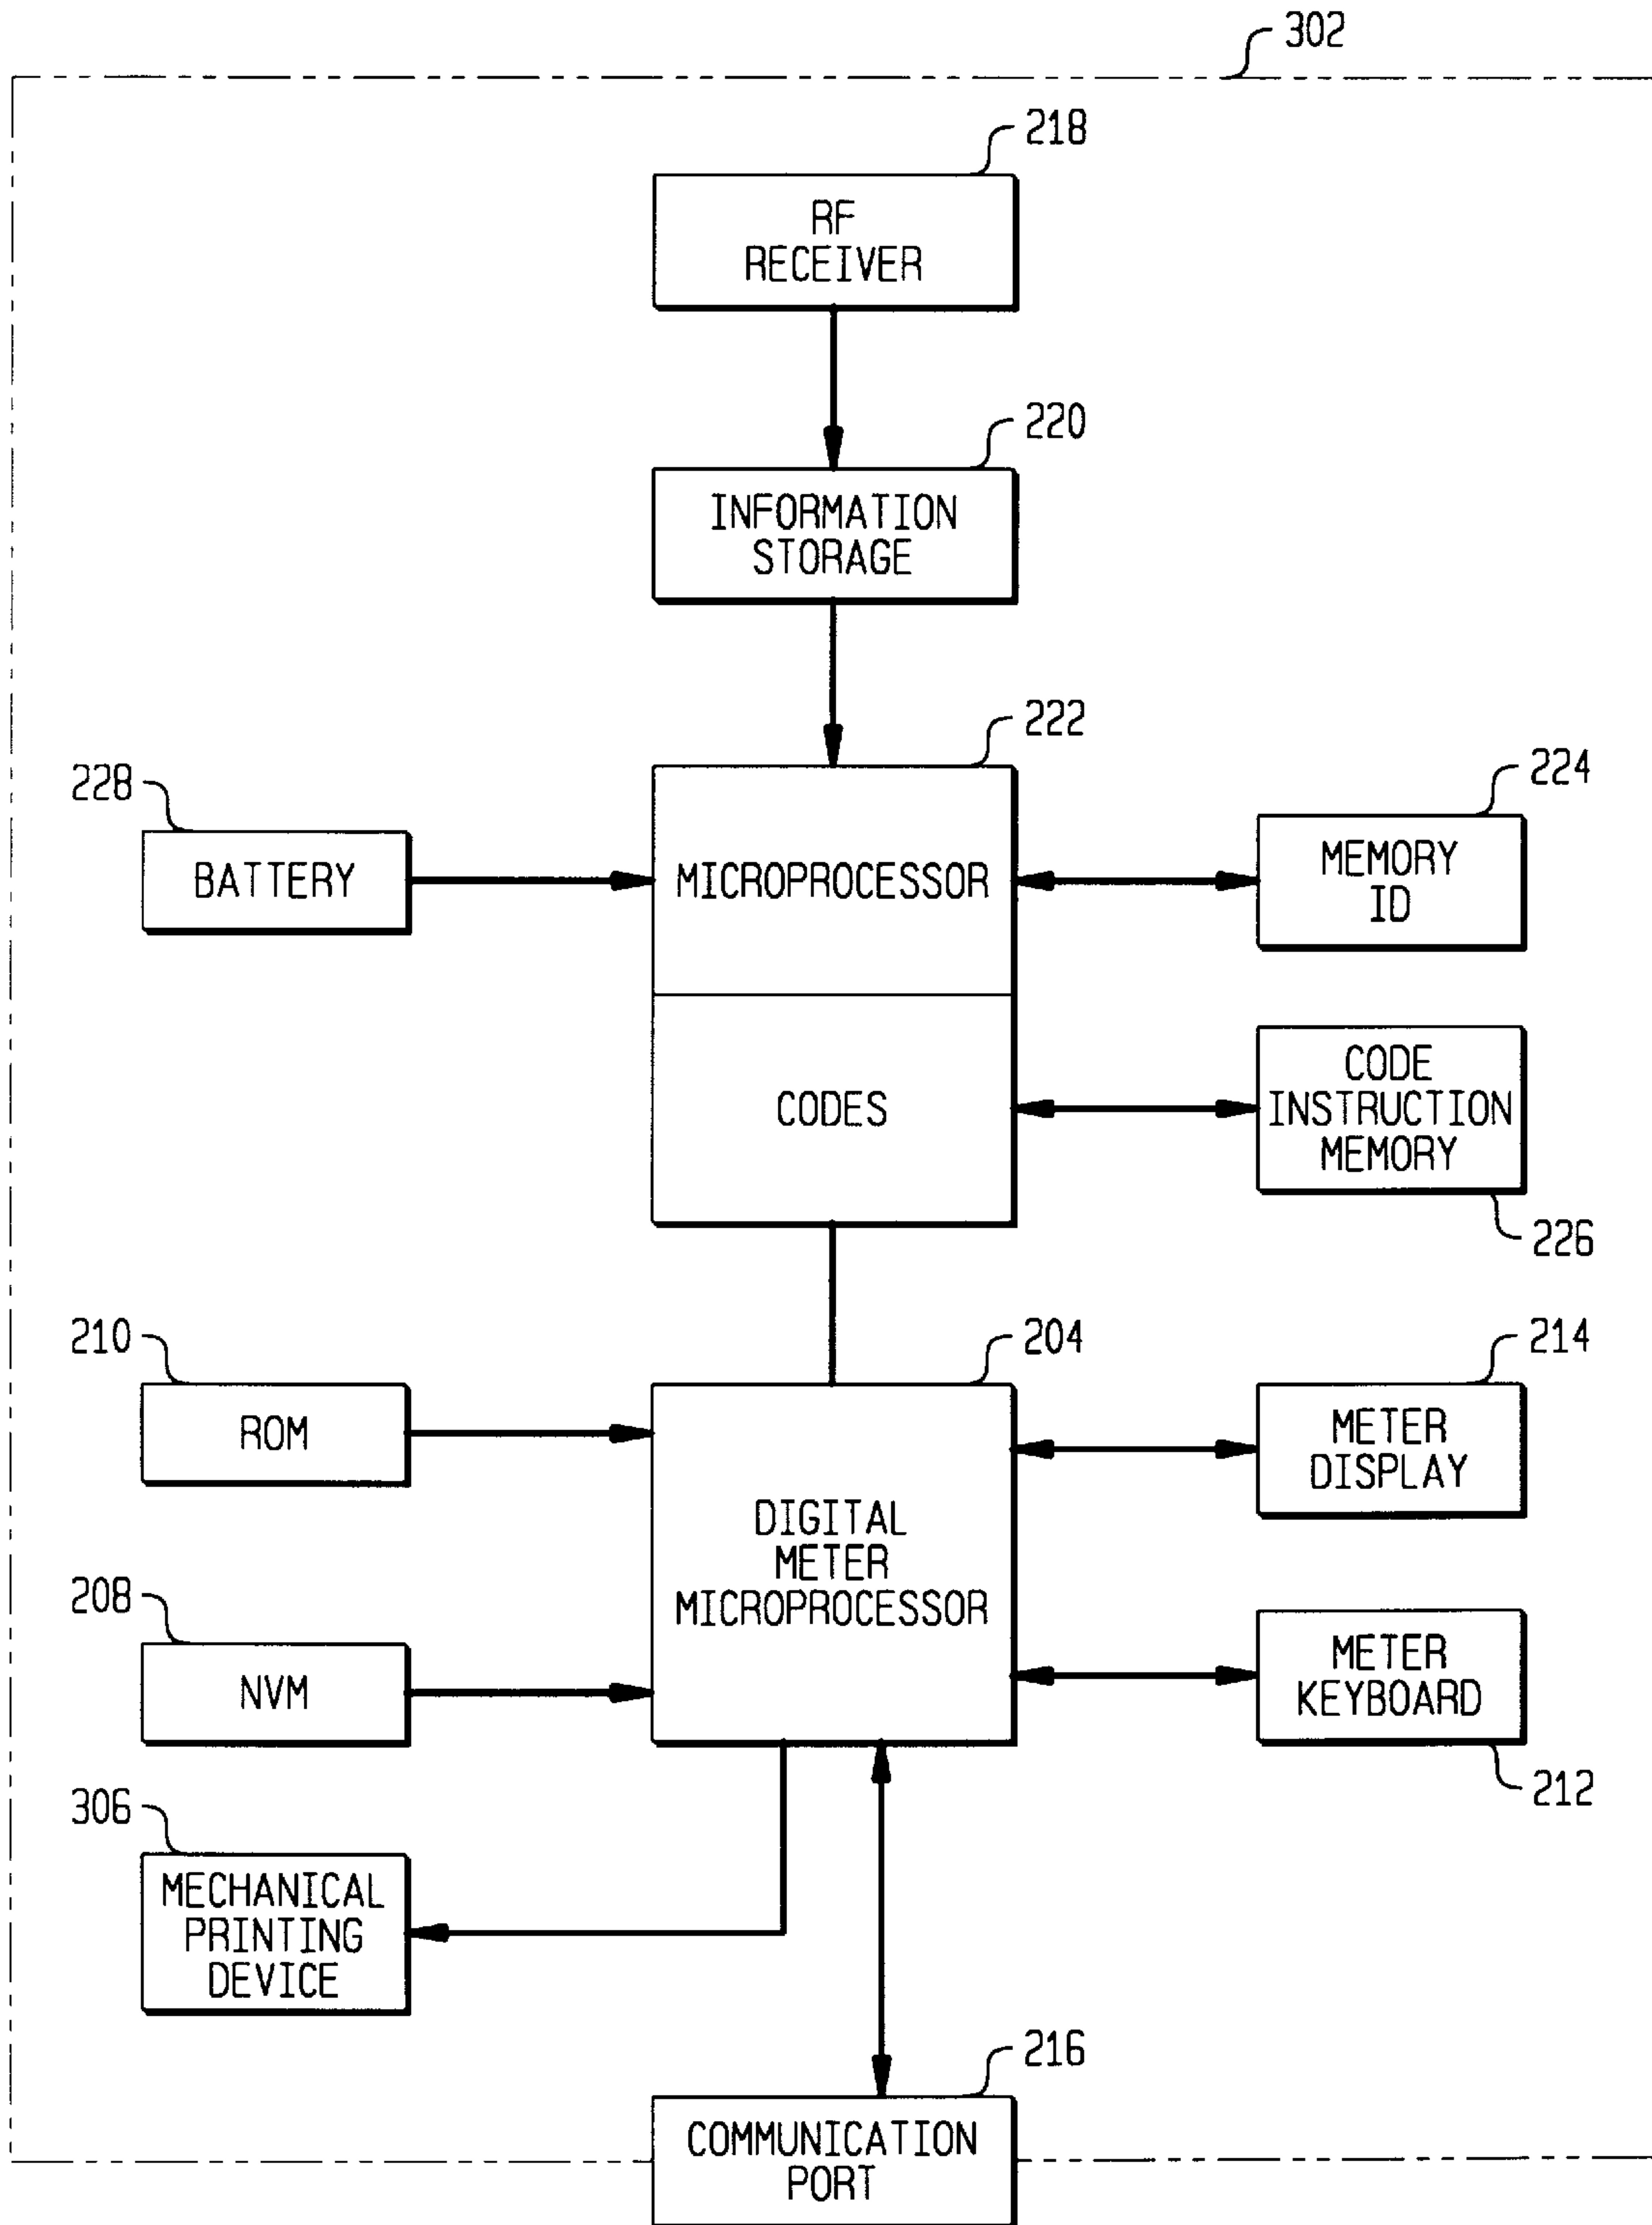 302
218
RF
RECEIVER
220
INFORMATION
STORAGE
222
228
224
BATTERY
MICROPROCESSOR
MEMORY
ID
CODES
CODE
INSTRUCTION
MEMORY
226
210
204
214
ROM
METER
DISPLAY
DIGITAL
METER
MICROPROCESSOR
208
NVM
METER
KEYBOARD
212
306
MECHANICAL
PRINTING
DEVICE
216
COMMUNICATION
PORT